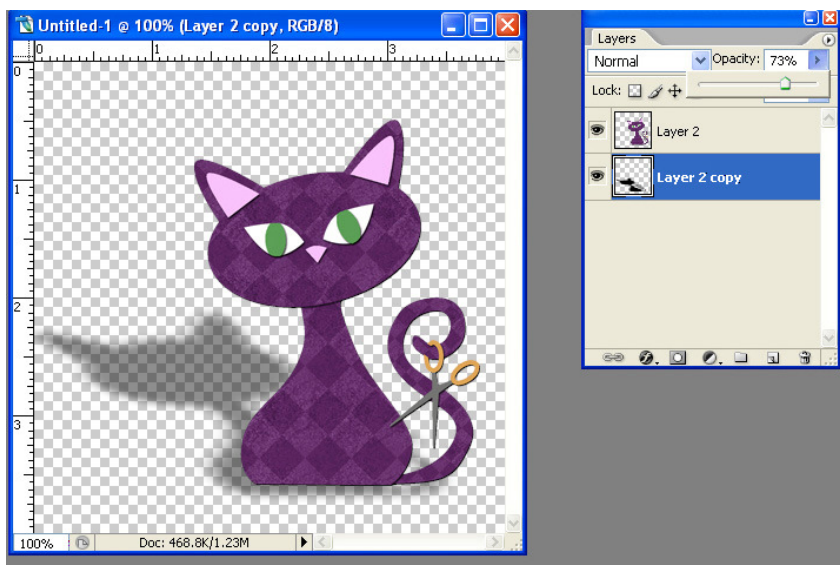 Untitled-1 @ 100% (Layer 2 copy, RGB/8)
0 1 2 3
0
1
2
3
100% Doc: 468.8K/1.23M
Layers
Normal Opacity: 73%
Lock:
Layer 2
Layer 2 copy